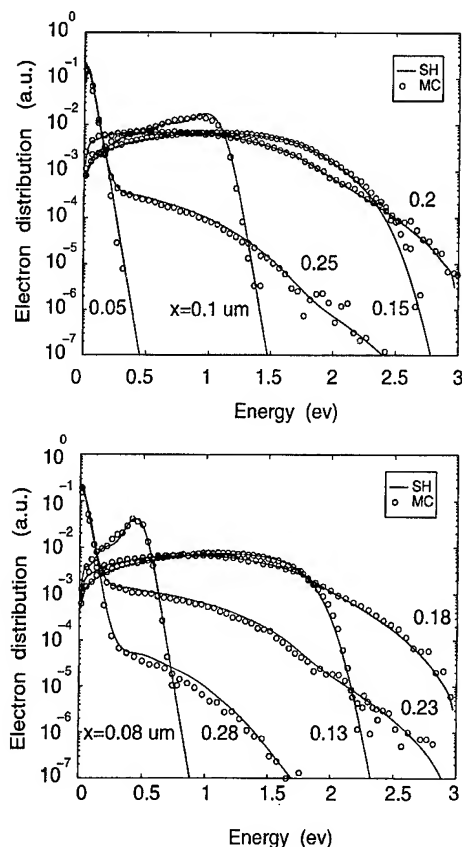 10^0
10^-1
10^-2
10^-3
10^-4
10^-5
10^-6
10^-7
Electron distribution (a.u.)
SH
MC
0.2
0.25
0.05
x=0.1 um
0.15
0 0.5 1 1.5 2 2.5 3
Energy (ev)
10^0
10^-1
10^-2
10^-3
10^-4
10^-5
10^-6
10^-7
Electron distribution (a.u.)
SH
MC
0.18
0.23
x=0.08 um
0.28
0.13
0 0.5 1 1.5 2 2.5 3
Energy (ev)